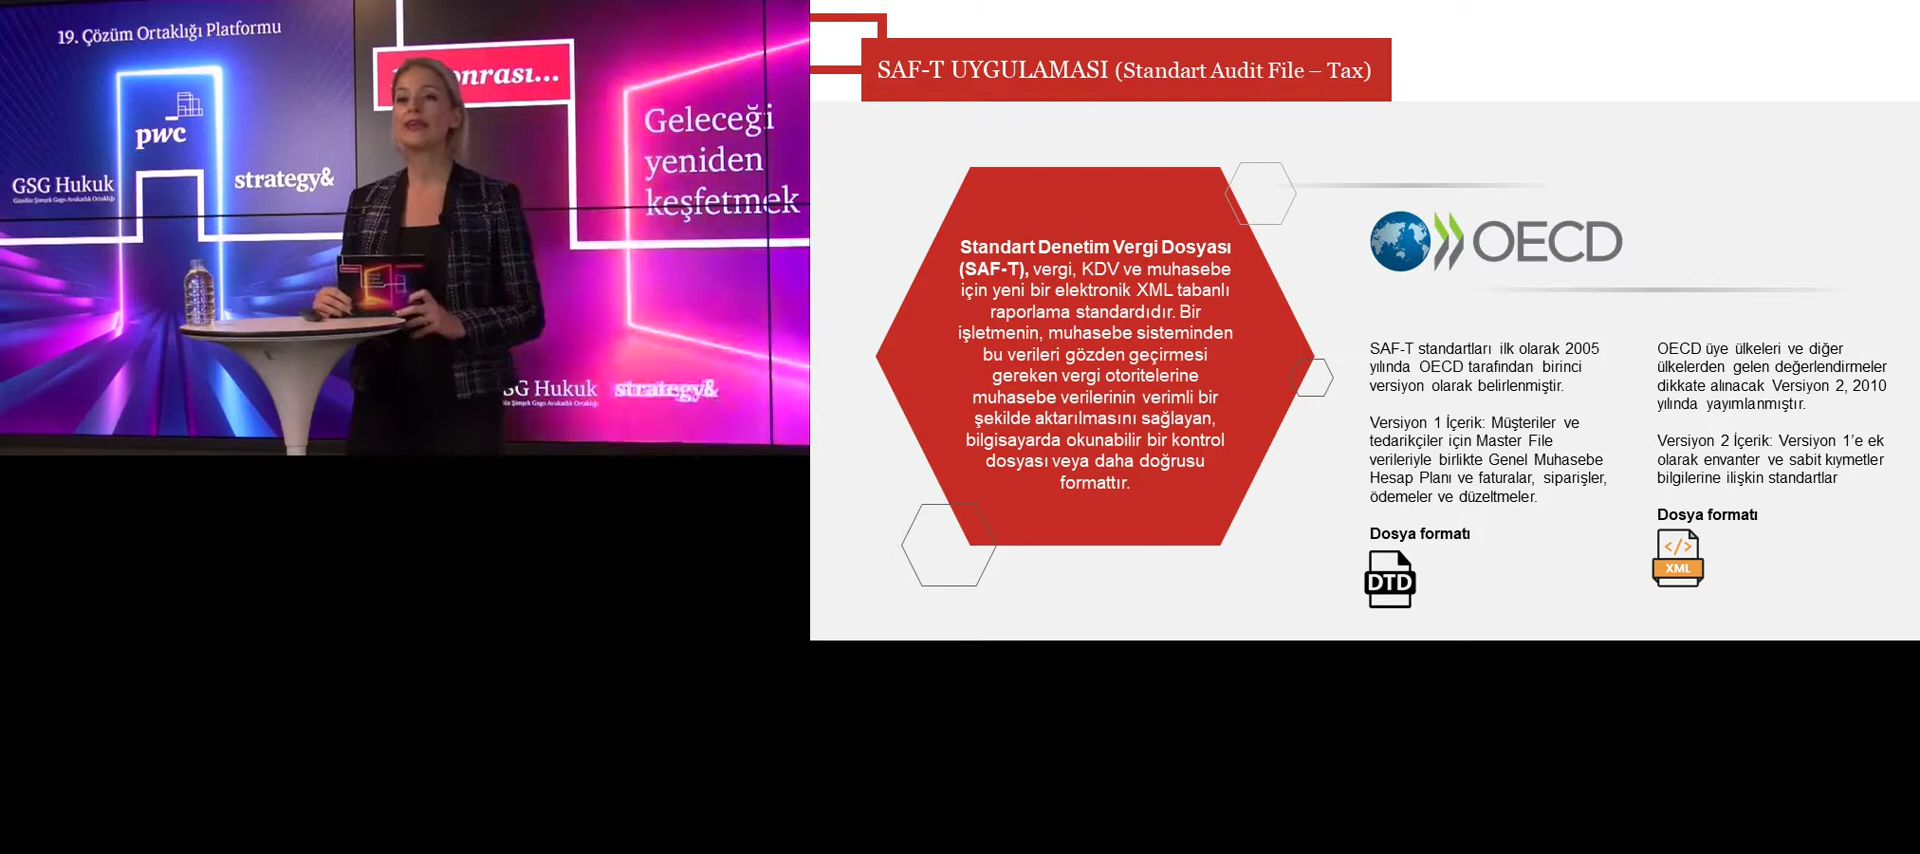 19. Çözüm Ortaklığı Platformu
pwc
GSG Hukuk
strategy&
onrası...
Geleceği
yeniden
keşfetmek
SG Hukuk
strategy&
SAF-T UYGULAMASI (Standart Audit File – Tax)
Standart Denetim Vergi Dosyası
(SAF-T), vergi, KDV ve muhasebe
için yeni bir elektronik XML tabanlı
raporlama standardıdır. Bir
işletmenin, muhasebe sisteminden
bu verileri gözden geçirmesi
gereken vergi otoritelerine
muhasebe verilerinin verimli bir
şekilde aktarılmasını sağlayan,
bilgisayarda okunabilir bir kontrol
dosyası veya daha doğrusu
formattır.
OECD
SAF-T standartları ilk olarak 2005
yılında OECD tarafından birinci
versiyon olarak belirlenmiştir.
Versiyon 1 İçerik: Müşteriler ve
tedarikçiler için Master File
verileriyle birlikte Genel Muhasebe
Hesap Planı ve faturalar, siparişler,
ödemeler ve düzeltmeler.
Dosya formatı
DTD
OECD üye ülkeleri ve diğer
ülkelerden gelen değerlendirmeler
dikkate alınacak Versiyon 2, 2010
yılında yayımlanmıştır.
Versiyon 2 İçerik: Versiyon 1'e ek
olarak envanter ve sabit kıymetler
bilgilerine ilişkin standartlar
Dosya formatı
</>
XML